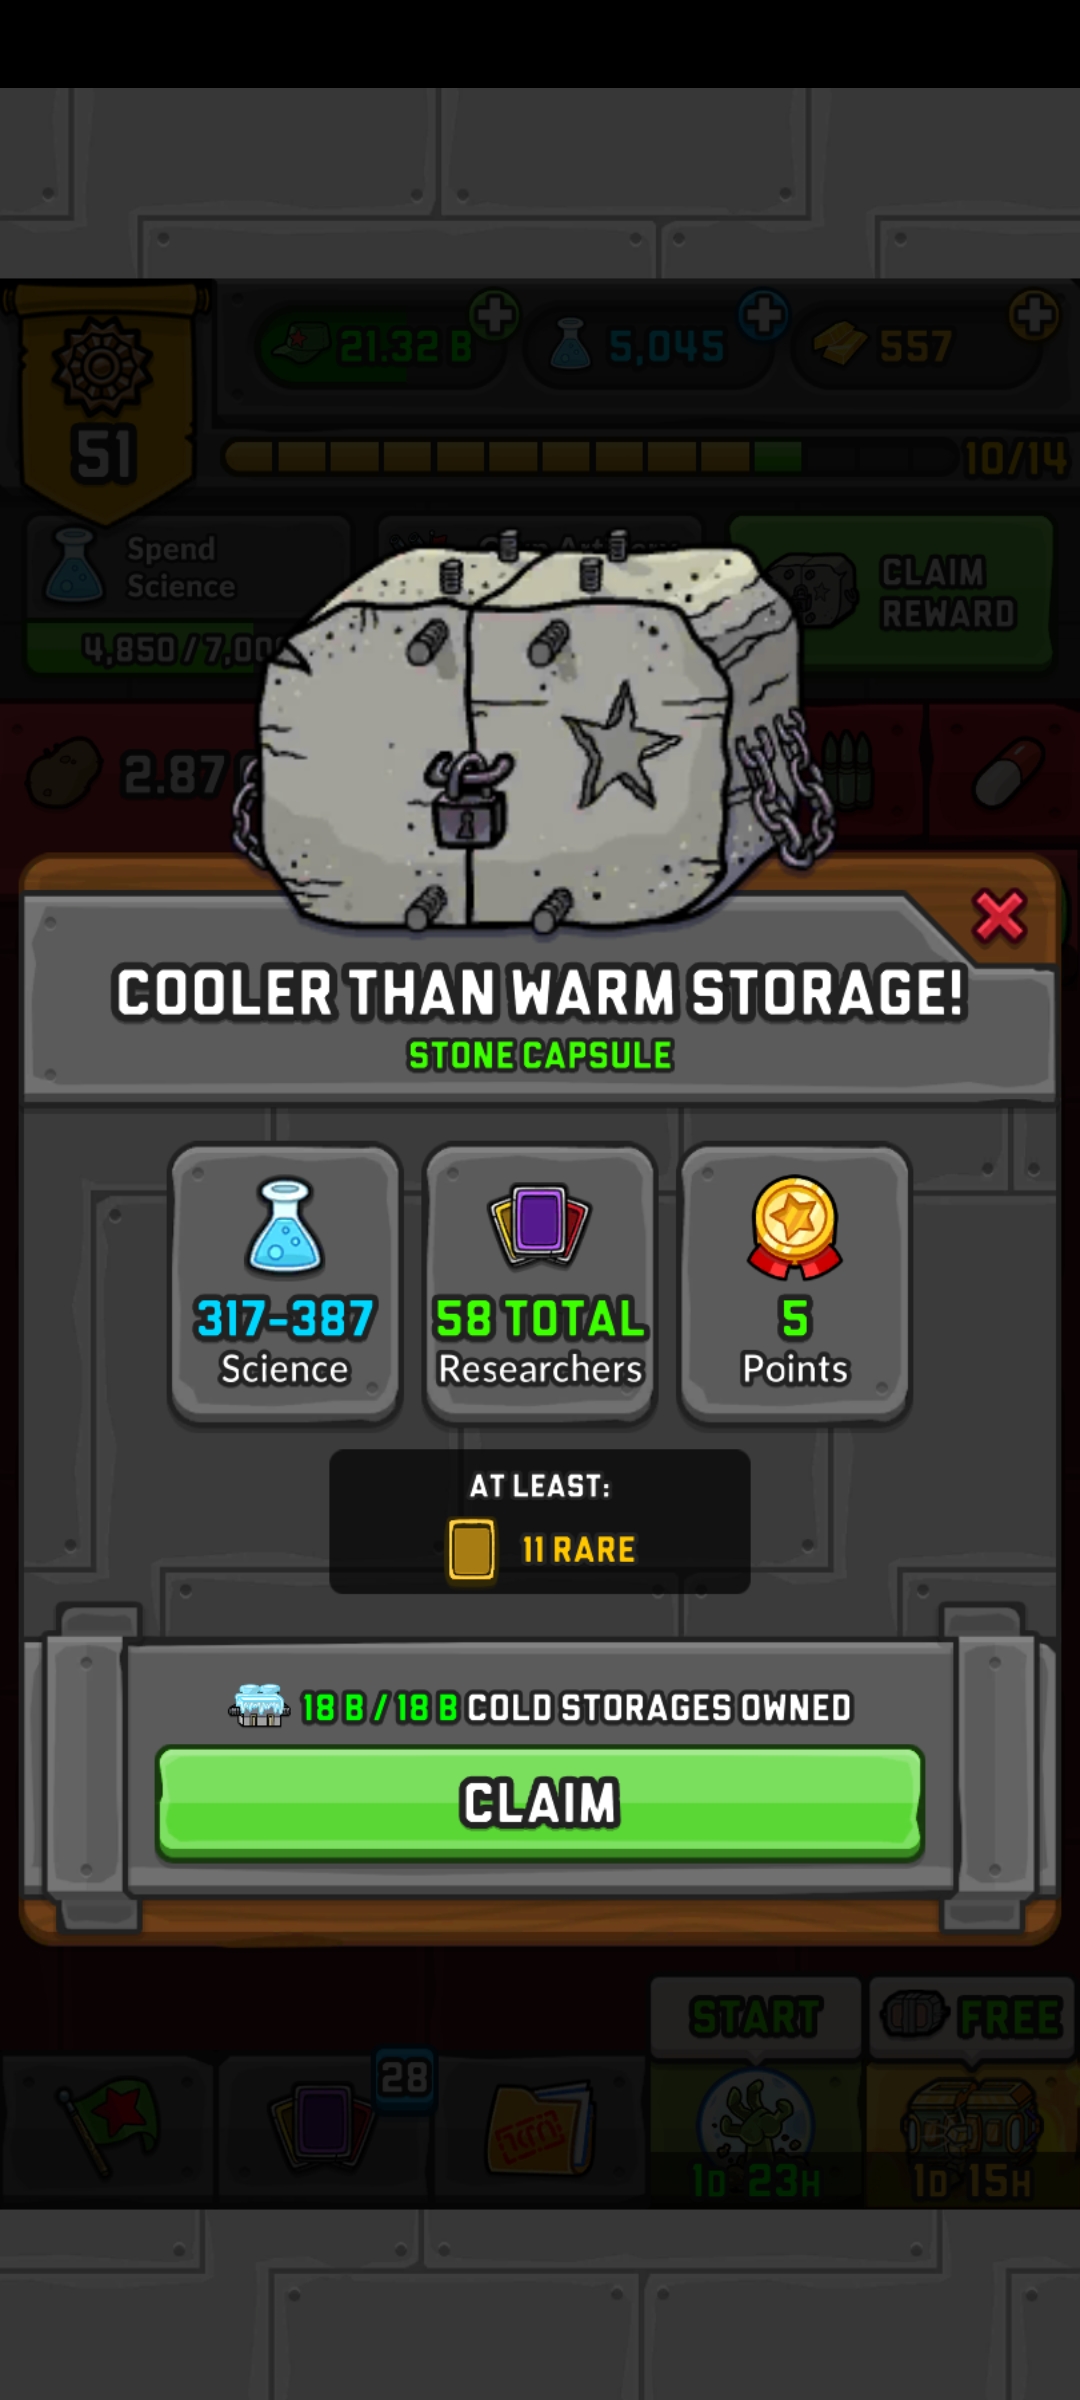 21.32 B
5,045
557
51
10/14
Spend
Science
4,850/7,00
CLAIM
REWARD
2.87
COOLER THAN WARM STORAGE!
STONE CAPSULE
317-387
Science
58 TOTAL
Researchers
5
Points
AT LEAST:
11 RARE
18 B / 18 B COLD STORAGES OWNED
CLAIM
START
FREE
28
1D 23H
1D 15H